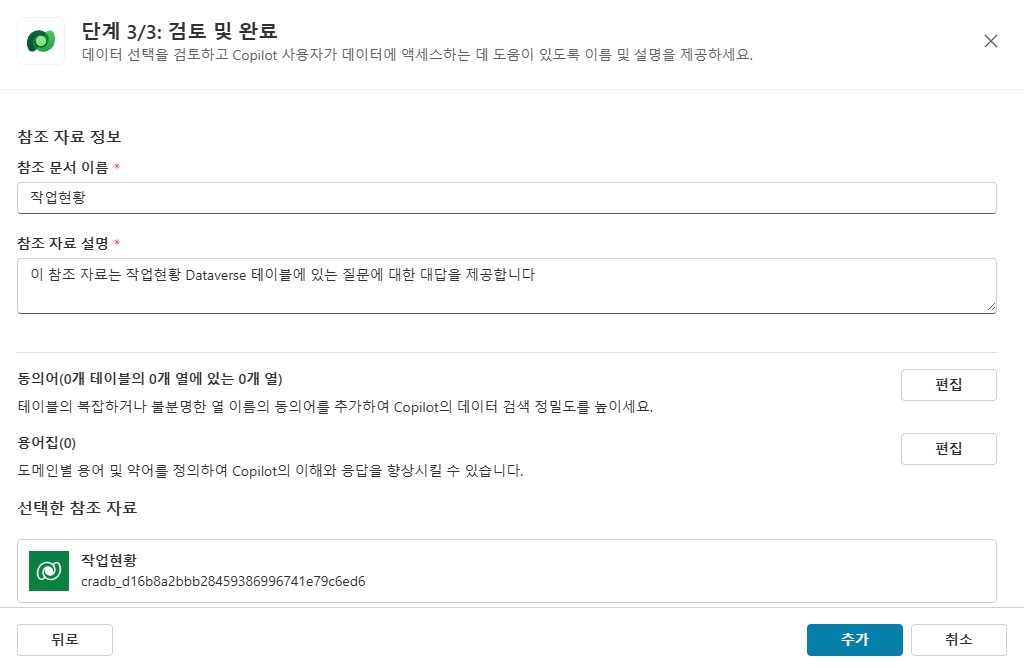 단계 3/3: 검토 및 완료
데이터 선택을 검토하고 Copilot 사용자가 데이터에 액세스하는 데 도움이 있도록 이름 및 설명을 제공하세요.
참조 자료 정보
참조 문서 이름 *
작업현황
참조 자료 설명 *
이 참조 자료는 작업현황 Dataverse 테이블에 있는 질문에 대한 대답을 제공합니다
동의어(0개 테이블의 0개 열에 있는 0개 열)
편집
테이블의 복잡하거나 불분명한 열 이름의 동의어를 추가하여 Copilot의 데이터 검색 정밀도를 높이세요.
용어집(0)
편집
도메인별 용어 및 약어를 정의하여 Copilot의 이해와 응답을 향상시킬 수 있습니다.
선택한 참조 자료
작업현황
cradb_d16b8a2bbb28459386996741e79c6ed6
뒤로
추가
취소